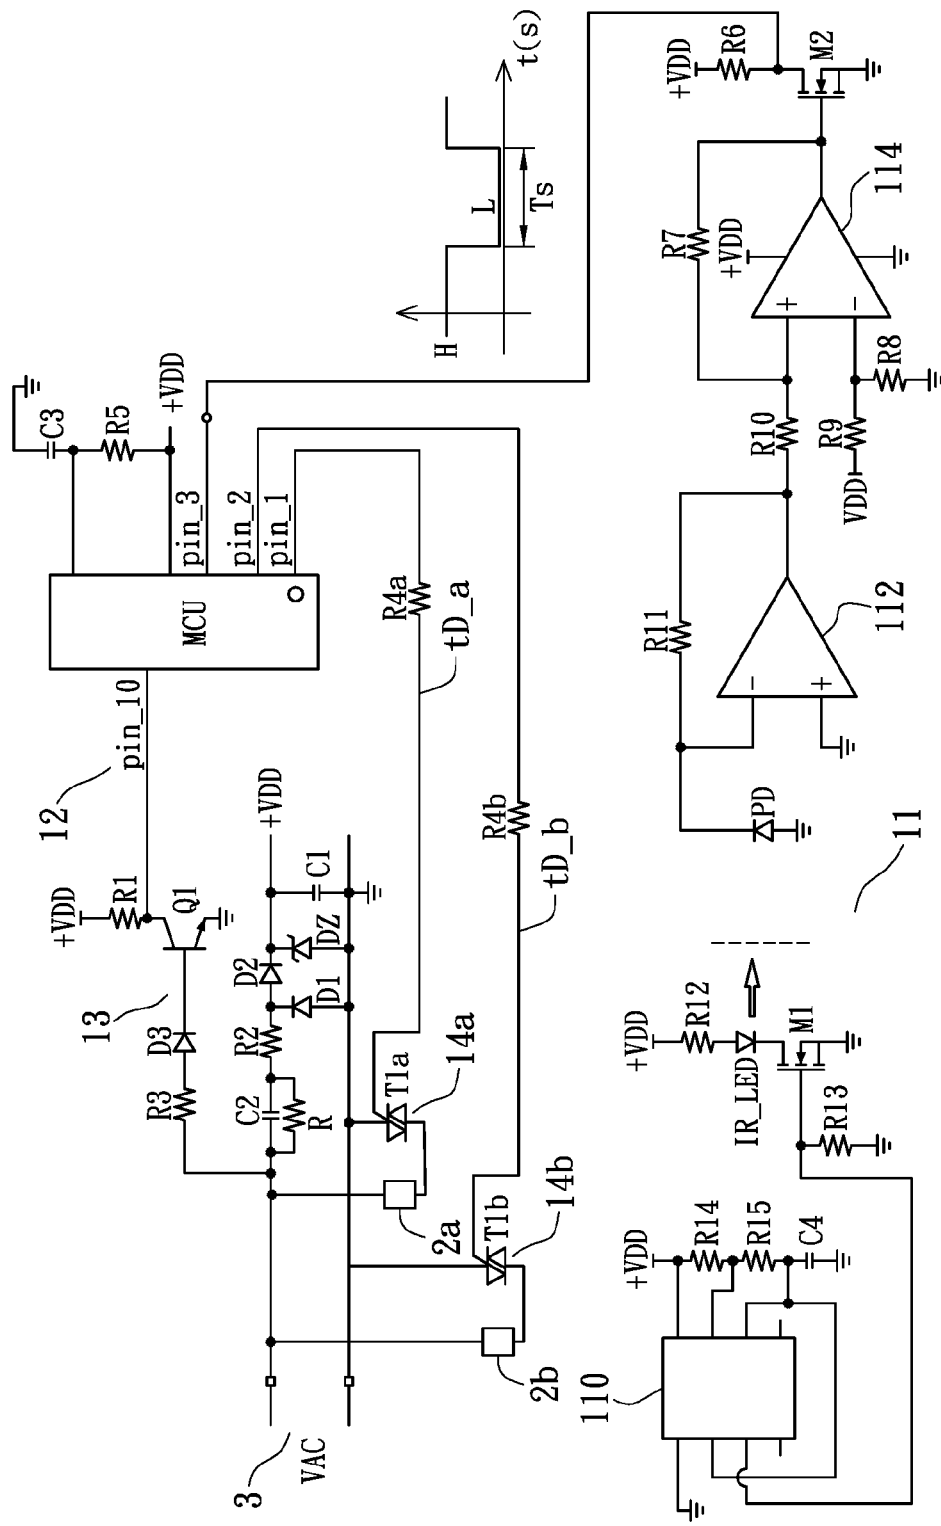 C3
R5
+VDD
pin_3
pin_2
pin_1
MCU
pin_10
12
+VDD
R1
Q1
13
D3
R3
+VDD
C1
DZ
D2
D1
R2
C2
R
T1a
14a
2a
T1b
14b
2b
3
VAC
R4a
tD_a
R4b
tD_b
H
L
Ts
t(s)
+VDD
R6
M2
R7
+VDD
114
+
-
R8
R9
VDD
R10
R11
112
-
+
PD
11
+VDD
R12
IR_LED
M1
R13
+VDD
R14
R15
C4
110